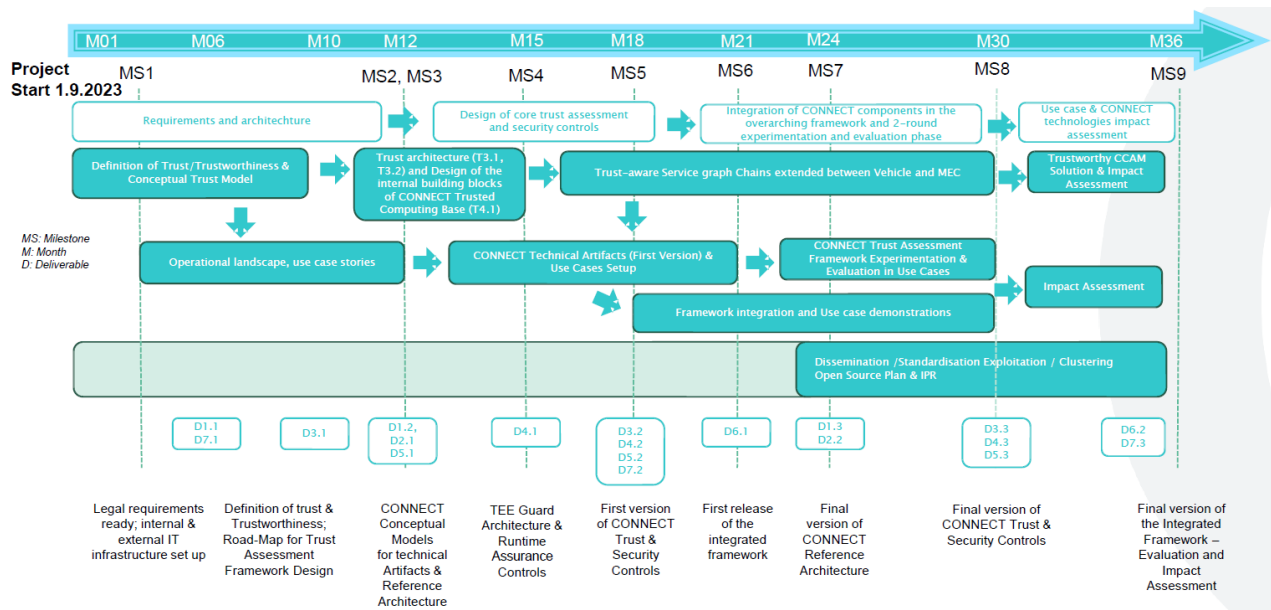 M01 M06 M10 M12 M15 M18 M21 M24 M30 M36
Project
Start 1.9.2023
MS1
MS2, MS3
MS4
MS5
MS6
MS7
MS8
MS9
Requirements and architechture
Design of core trust assessment
and security controls
Integration of CONNECT components in the
overarching framework and 2-round
experimentation and evaluation phase
Use case & CONNECT
technologies impact
assessment
Definition of Trust/Trustworthiness &
Conceptual Trust Model
Trust architecture (T3.1,
T3.2) and Design of the
internal building blocks
of CONNECT Trusted
Computing Base (T4.1)
Trust-aware Service graph Chains extended between Vehicle and MEC
Trustworthy CCAM
Solution & Impact
Assessment
MS: Milestone
M: Month
D: Deliverable
Operational landscape, use case stories
CONNECT Technical Artifacts (First Version) &
Use Cases Setup
CONNECT Trust Assessment
Framework Experimentation &
Evaluation in Use Cases
Impact Assessment
Framework integration and Use case demonstrations
Dissemination /Standardisation Exploitation / Clustering
Open Source Plan & IPR
D1.1
D7.1
D3.1
D1.2,
D2.1
D5.1
D4.1
D3.2
D4.2
D5.2
D7.2
D6.1
D1.3
D2.2
D3.3
D4.3
D5.3
D6.2
D7.3
Legal requirements
ready; internal &
external IT
infrastructure set up
Definition of trust &
Trustworthiness;
Road-Map for Trust
Assessment
Framework Design
CONNECT
Conceptual
Models
for technical
Artifacts &
Reference
Architecture
TEE Guard
Architecture &
Runtime
Assurance
Controls
First version
of CONNECT
Trust &
Security
Controls
First release
of the
integrated
framework
Final
version of
CONNECT
Reference
Architecture
Final version of
CONNECT Trust &
Security Controls
Final version of
the Integrated
Framework –
Evaluation and
Impact
Assessment